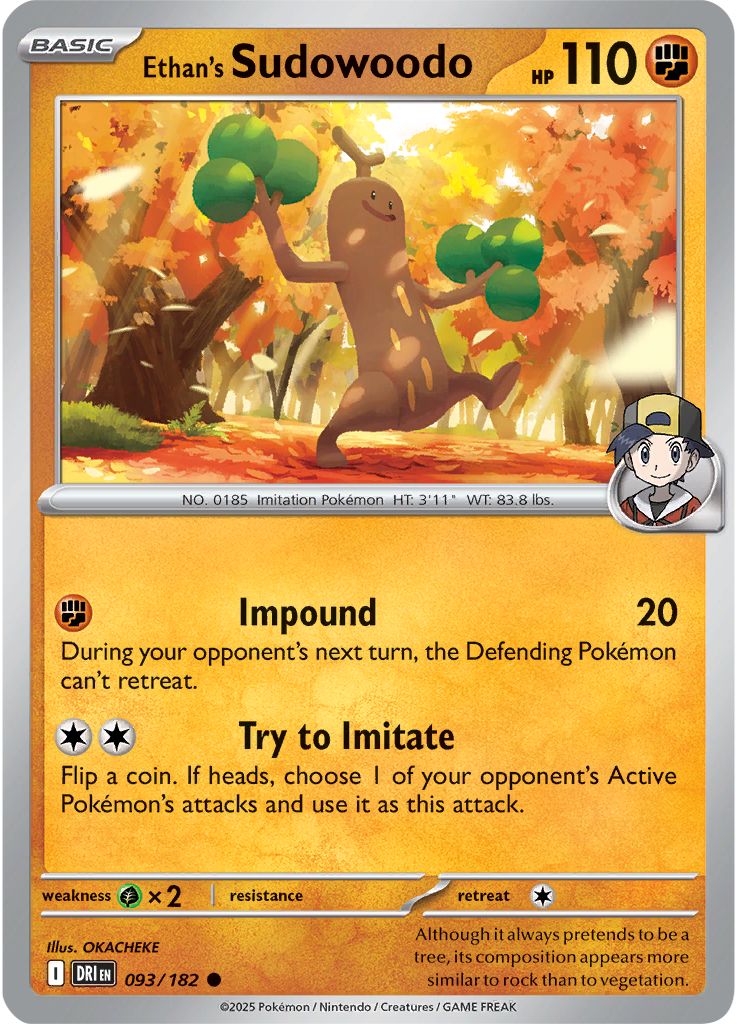 BASIC
Ethan's Sudowoodo HP 110
NO. 0185 Imitation Pokémon HT: 3'11" WT: 83.8 lbs.
Impound 20
During your opponent's next turn, the Defending Pokémon
can't retreat.
Try to Imitate
Flip a coin. If heads, choose 1 of your opponent's Active
Pokémon's attacks and use it as this attack.
weakness ×2 resistance retreat
Illus. OKACHEKE
Although it always pretends to be a
tree, its composition appears more
similar to rock than to vegetation.
I DRI EN 093/182
©2025 Pokémon / Nintendo / Creatures / GAME FREAK